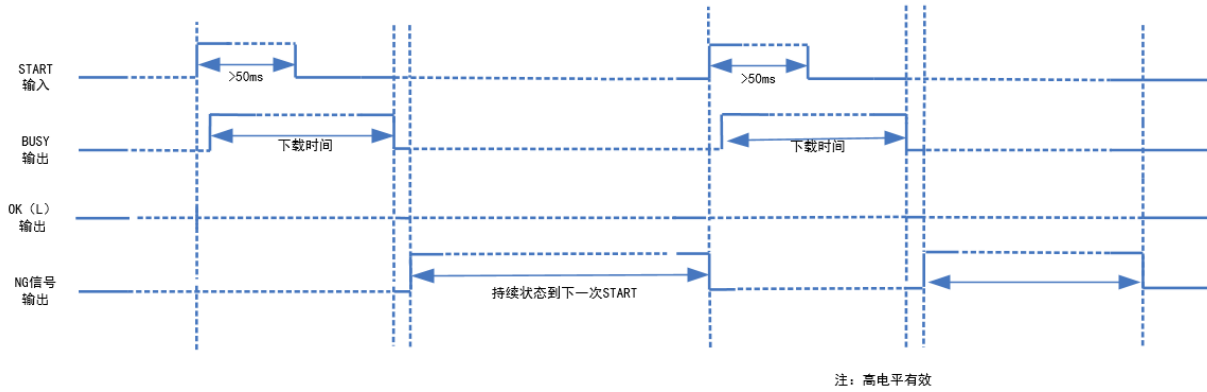 START
输入
>50ms
>50ms
BUSY
输出
下载时间
下载时间
OK（L）
输出
NG信号
输出
持续状态到下一次START
注：高电平有效